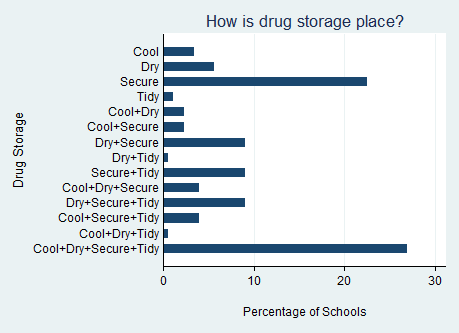 How is drug storage place?
Drug Storage
Cool
Dry
Secure
Tidy
Cool+Dry
Cool+Secure
Dry+Secure
Dry+Tidy
Secure+Tidy
Cool+Dry+Secure
Dry+Secure+Tidy
Cool+Secure+Tidy
Cool+Dry+Tidy
Cool+Dry+Secure+Tidy
0 10 20 30
Percentage of Schools